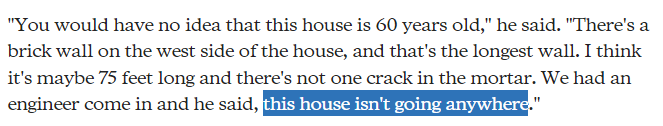 "You would have no idea that this house is 60 years old," he said. "There's a
brick wall on the west side of the house, and that's the longest wall. I think
it's maybe 75 feet long and there's not one crack in the mortar. We had an
engineer come in and he said, this house isn't going anywhere."